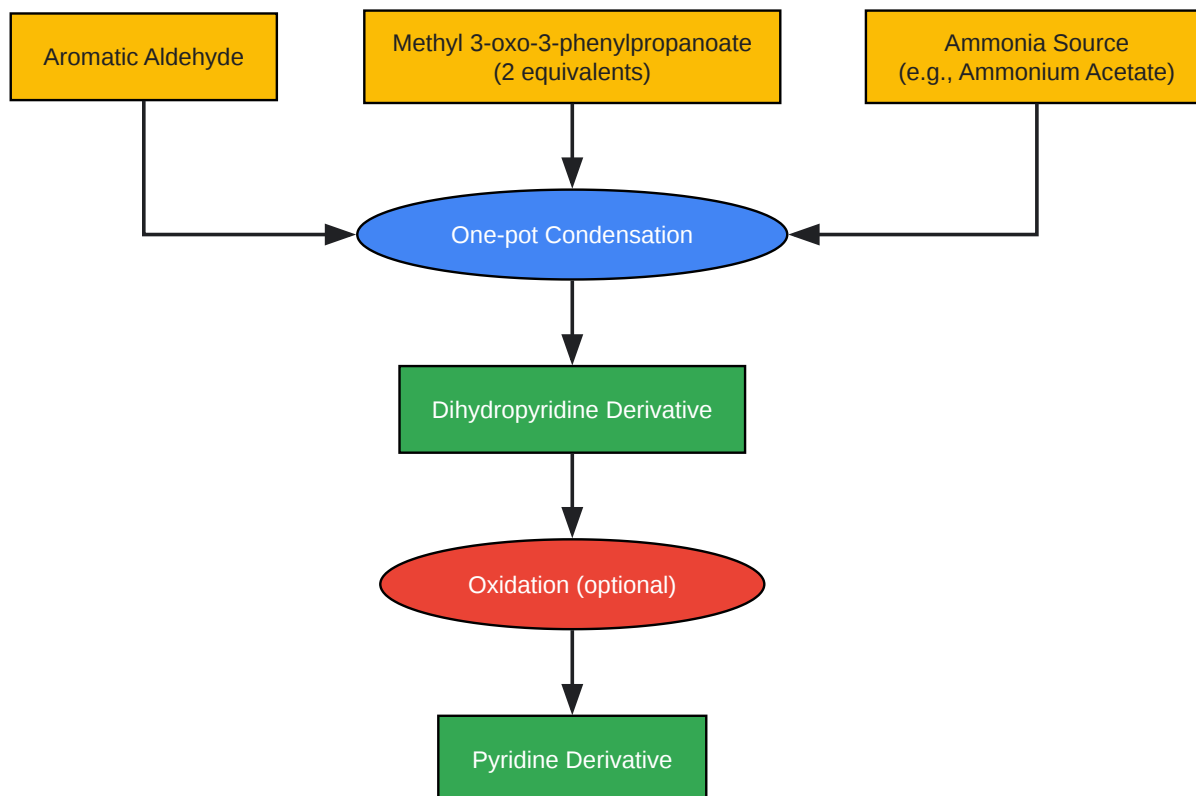 Aromatic Aldehyde
Methyl 3-oxo-3-phenylpropanoate
(2 equivalents)
Ammonia Source
(e.g., Ammonium Acetate)
One-pot Condensation
Dihydropyridine Derivative
Oxidation (optional)
Pyridine Derivative